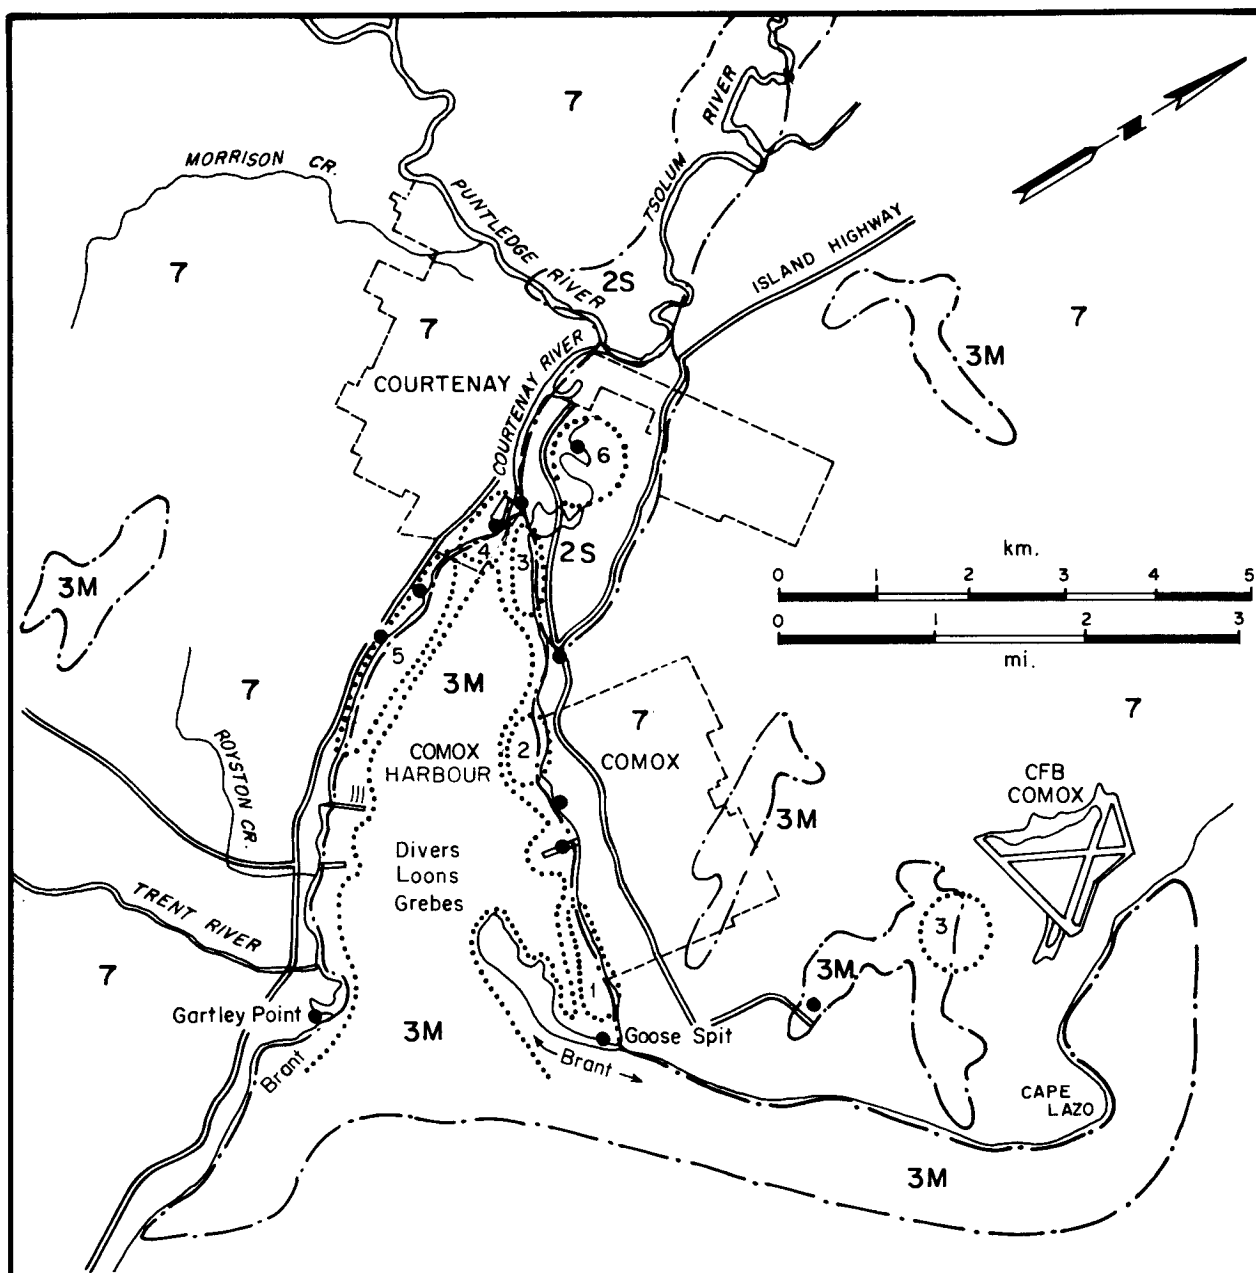 7
RIVER
MORRISON CR.
PUNTLEDGE RIVER
TSOLUM
ISLAND HIGHWAY
7
2S
7
7
3M
COURTENAY
COURTENAY RIVER
6
4
3
2S
km.
0 1 2 3 4 5
0 1 2 3
mi.
3M
5
3M
7
7
7
2
COMOX
HARBOUR
COMOX
ROYSTON CR.
CFB
COMOX
3M
Divers
Loons
Grebes
TRENT RIVER
3
3M
7
1
Gartley Point
3M
Goose Spit
Brant
Brant
CAPE
LAZO
3M